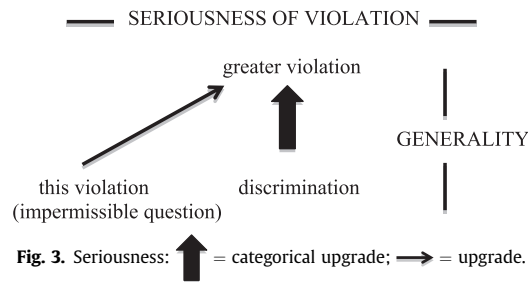 SERIOUSNESS OF VIOLATION
greater violation
GENERALITY
this violation discrimination
(impermissible question)
Fig. 3. Seriousness: = categorical upgrade; = upgrade.